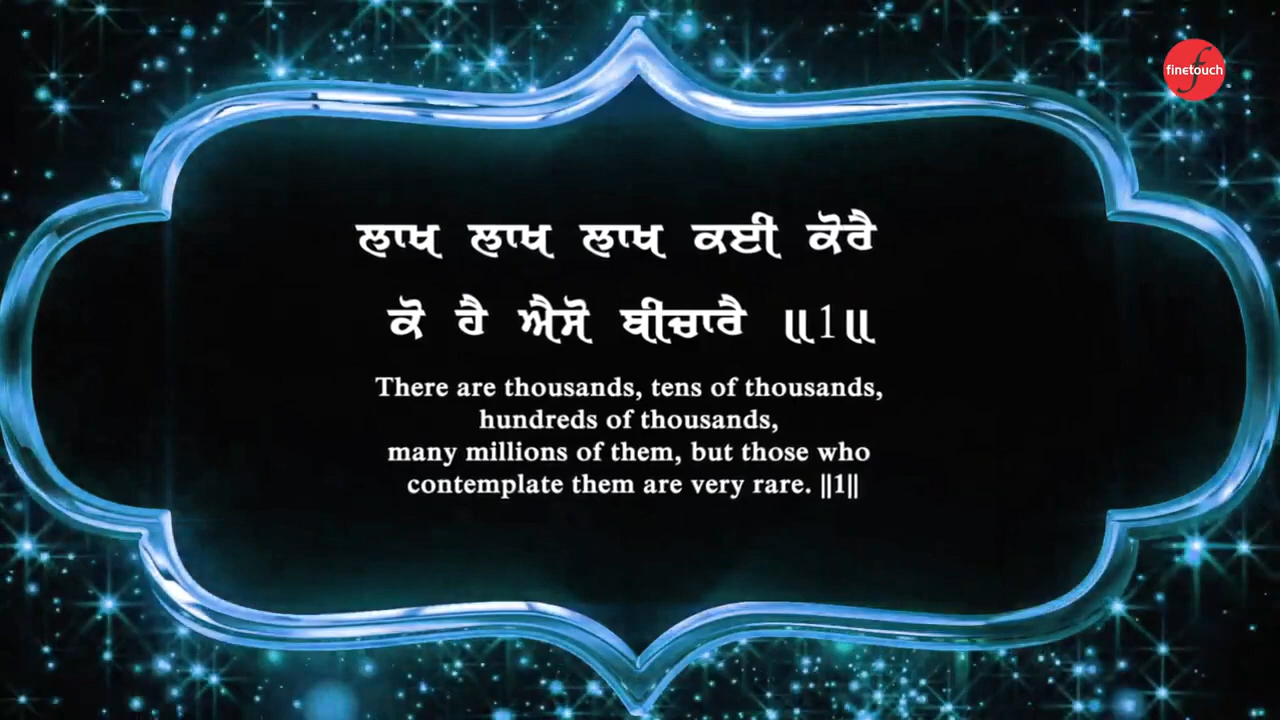 finetouch
ਲਾਖ ਲਾਖ ਲਾਖ ਕਈ ਕੋਰੈ
ਕੋ ਹੈ ਐਸੋ ਬੀਚਾਰੈ ॥1॥
There are thousands, tens of thousands,
hundreds of thousands,
many millions of them, but those who
contemplate them are very rare. ||1||